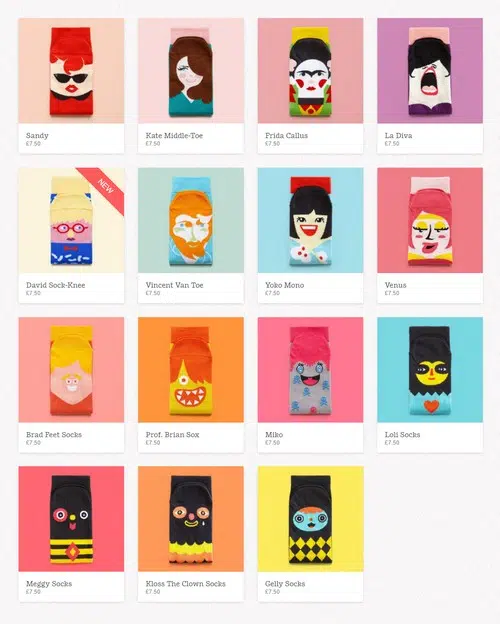 Sandy
£7.50
Kate Middle-Toe
£7.50
Frida Callus
£7.50
La Diva
£7.50
NEW
David Sock-Knee
£7.50
Vincent Van Toe
£7.50
Yoko Mono
£7.50
Venus
£7.50
Brad Feet Socks
£7.50
Prof. Brian Sox
£7.50
Miko
£7.50
Loli Socks
£7.50
Meggy Socks
£7.50
Kloss The Clown Socks
£7.50
Gelly Socks
£7.50